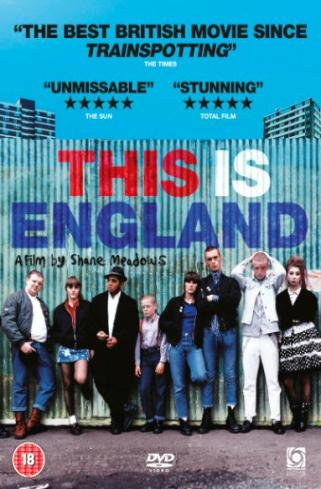 “THE BEST BRITISH MOVIE SINCE
TRAINSPOTTING”
THE TIMES
“UNMISSABLE”
★★★★★
THE SUN
“STUNNING”
★★★★★
TOTAL FILM
THIS IS
ENGLAND
A film by Shane Meadows
18
DVD
VIDEO